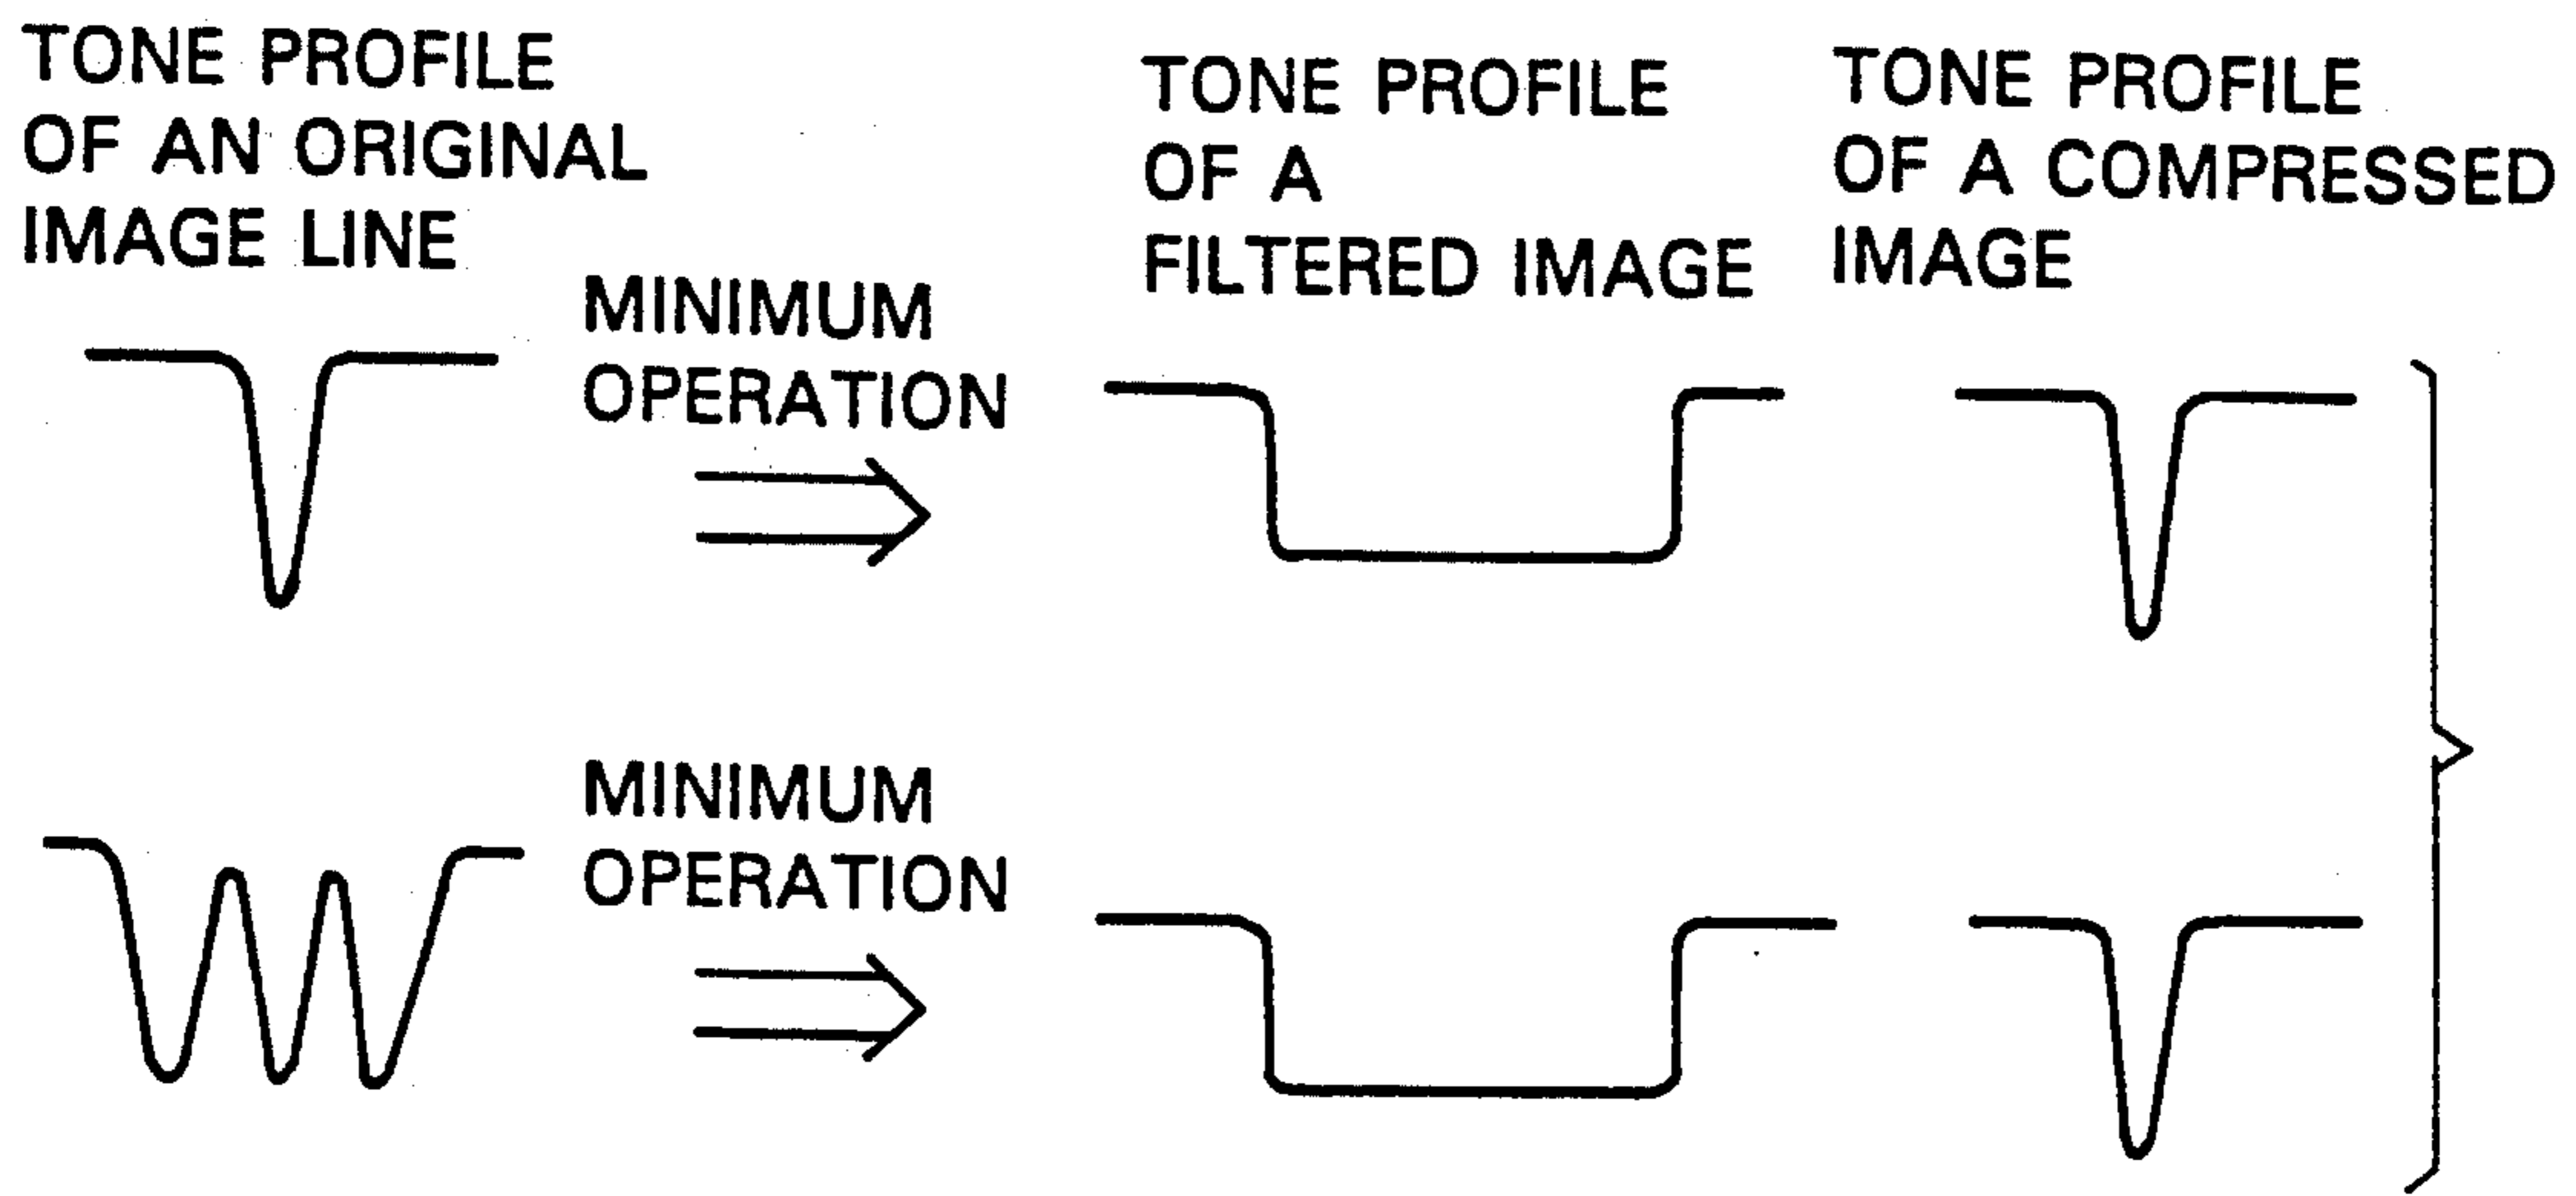 TONE PROFILE
OF AN ORIGINAL
IMAGE LINE
MINIMUM
OPERATION
TONE PROFILE
OF A
FILTERED IMAGE
TONE PROFILE
OF A COMPRESSED
IMAGE
MINIMUM
OPERATION